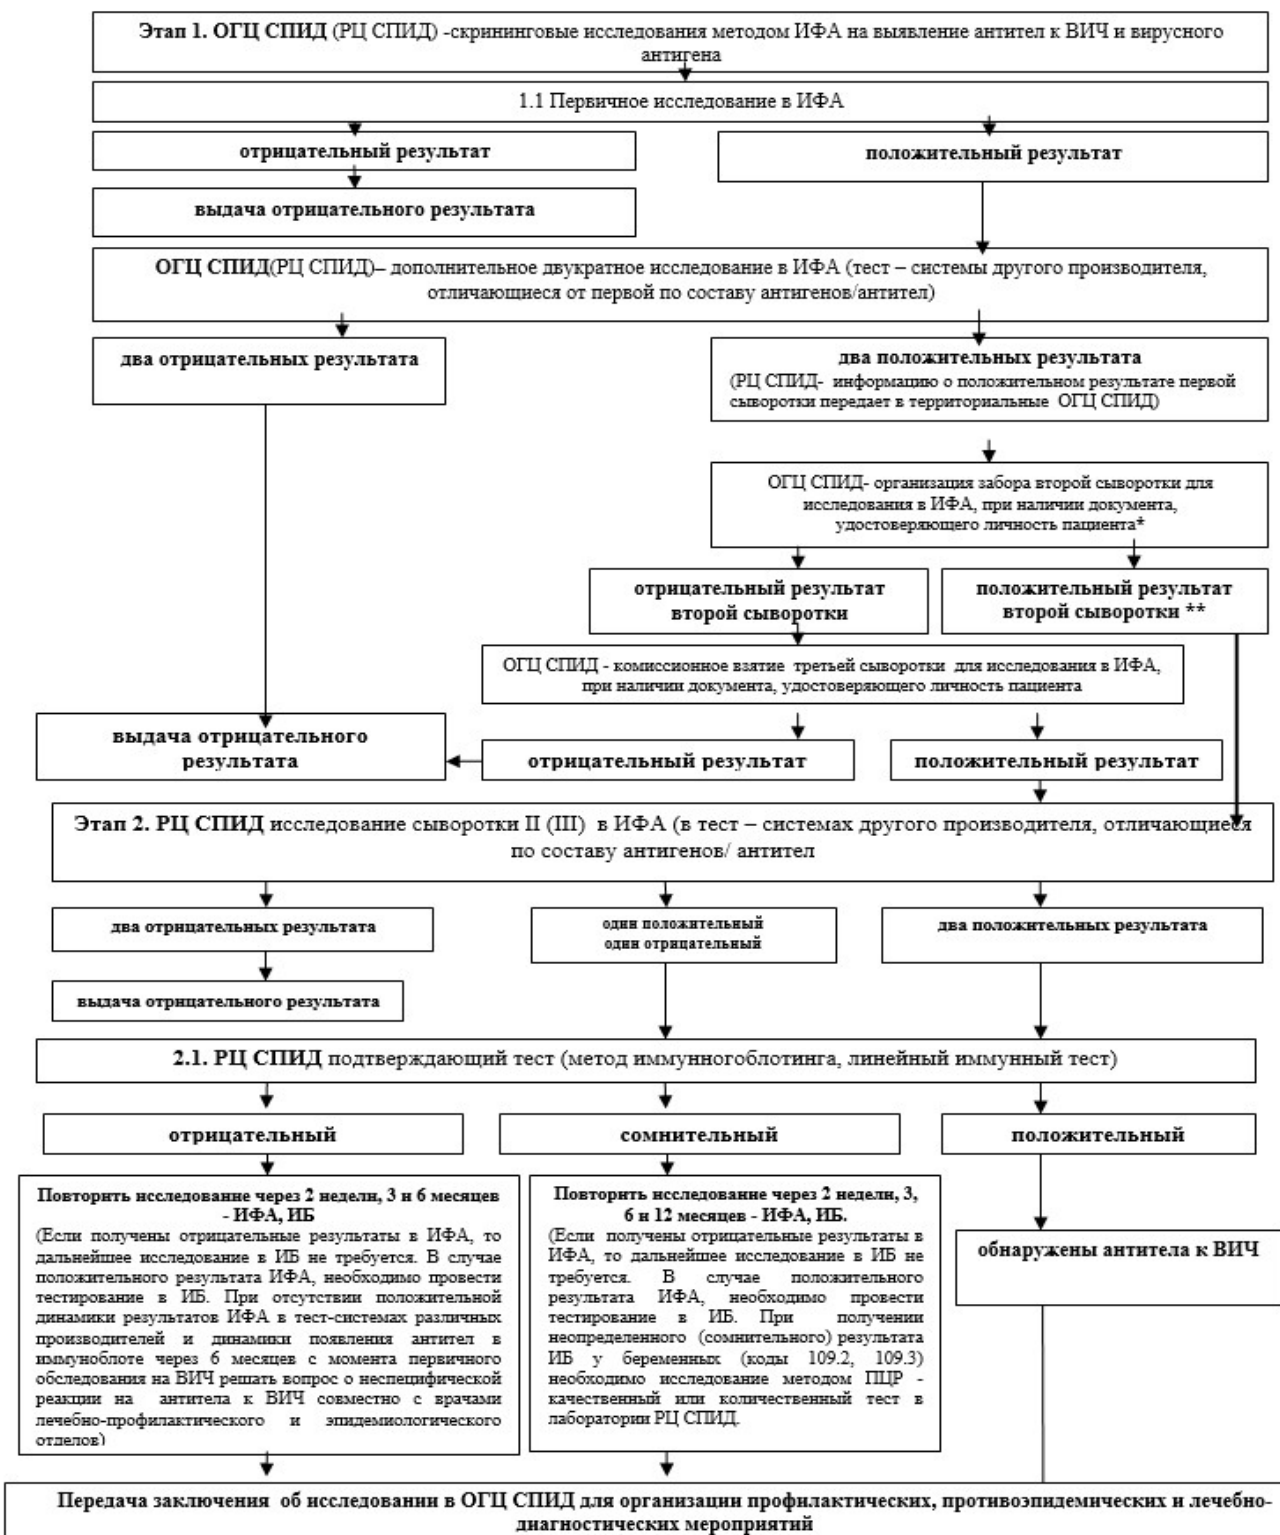 Этап 1. ОГЦ СПИД (РЦ СПИД) -скрининговые исследования методом ИФА на выявление антител к ВИЧ и вирусного
антигена
1.1 Первичное исследование в ИФА
отрицательный результат
положительный результат
выдача отрицательного результата
ОГЦ СПИД(РЦ СПИД)– дополнительное двукратное исследование в ИФА (тест – системы другого производителя,
отличающиеся от первой по составу антигенов/антител)
два отрицательных результата
два положительных результата
(РЦ СПИД- информацию о положительном результате первой
сыворотки передает в территориальные ОГЦ СПИД)
ОГЦ СПИД- организация забора второй сыворотки для
исследования в ИФА, при наличии документа,
удостоверяющего личность пациента*
отрицательный результат
второй сыворотки
положительный результат
второй сыворотки **
ОГЦ СПИД - комиссионное взятие третьей сыворотки для исследования в ИФА,
при наличии документа, удостоверяющего личность пациента
выдача отрицательного
результата
отрицательный результат
положительный результат
Этап 2. РЦ СПИД исследование сыворотки II (III) в ИФА (в тест – системах другого производителя, отличающиеся
по составу антигенов/ антител
два отрицательных результата
один положительный
один отрицательный
два положительных результата
выдача отрицательного результата
2.1. РЦ СПИД подтверждающий тест (метод иммунногоблотинга, линейный иммунный тест)
отрицательный
сомнительный
положительный
Повторить исследование через 2 недели, 3 и 6 месяцев
- ИФА, ИБ
(Если получены отрицательные результаты в ИФА, то
дальнейшее исследование в ИБ не требуется. В случае
положительного результата ИФА, необходимо провести
тестирование в ИБ. При отсутствии положительной
динамики результатов ИФА в тест-системах различных
производителей и динамики появления антител в
иммуноблоте через 6 месяцев с момента первичного
обследования на ВИЧ решать вопрос о неспецифической
реакции на антитела к ВИЧ совместно с врачами
лечебно-профилактического и эпидемиологического
отделов)
Повторить исследование через 2 недели, 3,
6 и 12 месяцев - ИФА, ИБ.
(Если получены отрицательные результаты в
ИФА, то дальнейшее исследование в ИБ не
требуется. В случае положительного
результата ИФА, необходимо провести
тестирование в ИБ. При получении
неопределенного (сомнительного) результата
ИБ у беременных (коды 109.2, 109.3)
необходимо исследование методом ПЦР -
качественный или количественный тест в
лаборатории РЦ СПИД.
обнаружены антитела к ВИЧ
Передача заключения об исследовании в ОГЦ СПИД для организации профилактических, противоэпидемических и лечебно-
диагностических мероприятий